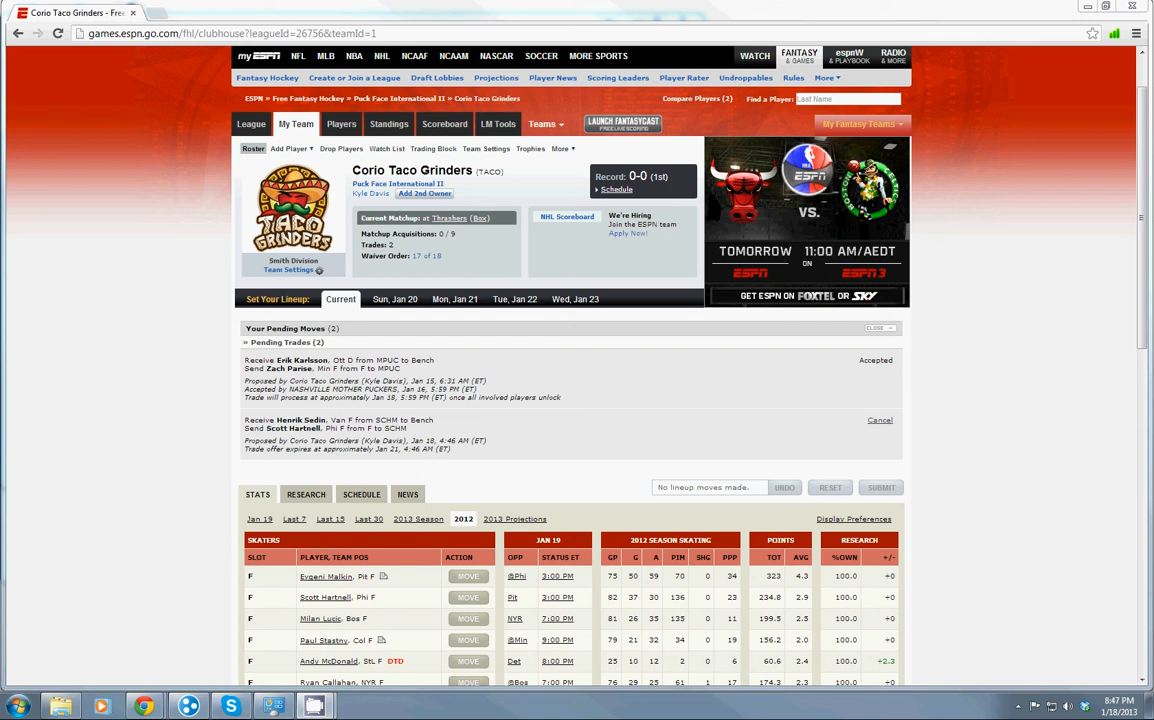 Corio Taco Grinders - Free
games.espn.go.com/fhl/clubhouse?leagueId=26756&teamId=1
myESPN NFL MLB NBA NHL NCAAF NCAAM NASCAR SOCCER MORE SPORTS WATCH FANTASY & GAMES espnW & PLAYBOOK RADIO & MORE
Fantasy Hockey Create or Join a League Draft Lobbies Projections Player News Scoring Leaders Player Rater Undroppables Rules More
ESPN » Free Fantasy Hockey » Puck Face International II » Corio Taco Grinders Compare Players (2) Find a Player: Last Name
League My Team Players Standings Scoreboard LM Tools Teams LAUNCH FANTASYCAST FREE LIVE SCORING My Fantasy Teams
Roster Add Player Drop Players Watch List Trading Block Team Settings Trophies More
TACO GRINDERS
Smith Division
Team Settings
Corio Taco Grinders (TACO)
Puck Face International II
Kyle Davis Add 2nd Owner
Record: 0-0 (1st)
Schedule
Current Matchup: at Thrashers (Box)
Matchup Acquisitions: 0 / 9
Trades: 2
Waiver Order: 17 of 18
NHL Scoreboard
We're Hiring
Join the ESPN team
Apply Now!
NBA ESPN
CELTICS
VS.
TOMORROW 11:00 AM/AEDT
ON
ESPN ESPN 3
GET ESPN ON FOXTEL OR SKY
Set Your Lineup: Current Sun, Jan 20 Mon, Jan 21 Tue, Jan 22 Wed, Jan 23
Your Pending Moves (2) CLOSE
» Pending Trades (2)
Receive Erik Karlsson, Ott D from MPUC to Bench Accepted
Send Zach Parise, Min F from F to MPUC
Proposed by Corio Taco Grinders (Kyle Davis), Jan 15, 6:31 AM (ET)
Accepted by NASHVILLE MOTHER PUCKERS, Jan 16, 5:59 PM (ET)
Trade will process at approximately Jan 18, 5:59 PM (ET) once all involved players unlock
Receive Henrik Sedin, Van F from SCHM to Bench Cancel
Send Scott Hartnell, Phi F from F to SCHM
Proposed by Corio Taco Grinders (Kyle Davis), Jan 18, 4:46 AM (ET)
Trade offer expires at approximately Jan 21, 4:46 AM (ET)
STATS RESEARCH SCHEDULE NEWS No lineup moves made. UNDO RESET SUBMIT
Jan 19 Last 7 Last 15 Last 30 2013 Season 2012 2013 Projections Display Preferences
SKATERS JAN 19 2012 SEASON SKATING POINTS RESEARCH
SLOT PLAYER, TEAM POS ACTION OPP STATUS ET GP G A PIM SHG PPP TOT AVG %OWN +/-
F Evgeni Malkin, Pit F MOVE @Phi 3:00 PM 75 50 59 70 0 34 323 4.3 100.0 +0
F Scott Hartnell, Phi F MOVE Pit 3:00 PM 82 37 30 136 0 23 234.8 2.9 100.0 +0
F Milan Lucic, Bos F MOVE NYR 7:00 PM 81 26 35 135 0 11 199.5 2.5 100.0 +0
F Paul Stastny, Col F MOVE @Min 9:00 PM 79 21 32 34 0 19 156.2 2.0 100.0 +0
F Andy McDonald, StL F DTD MOVE Det 8:00 PM 25 10 12 2 0 6 60.6 2.4 100.0 +2.3
F Ryan Callahan, NYR F MOVE @Bos 7:00 PM 76 29 25 61 1 17 174.3 2.3 100.0 +0
8:47 PM
1/18/2013